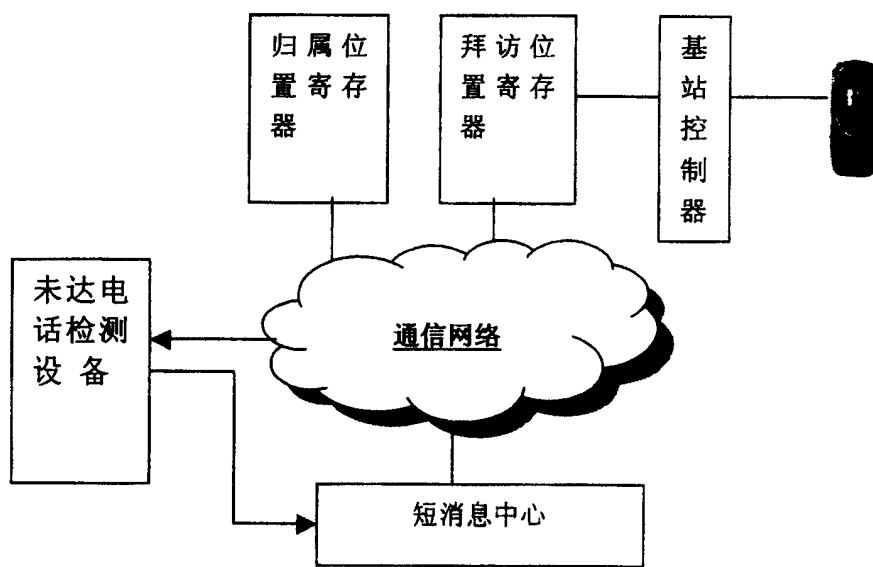 归属位
置寄存
器
拜访位
置寄存
器
基
站
控
制
器
未达电
话检测
设备
通信网络
短消息中心